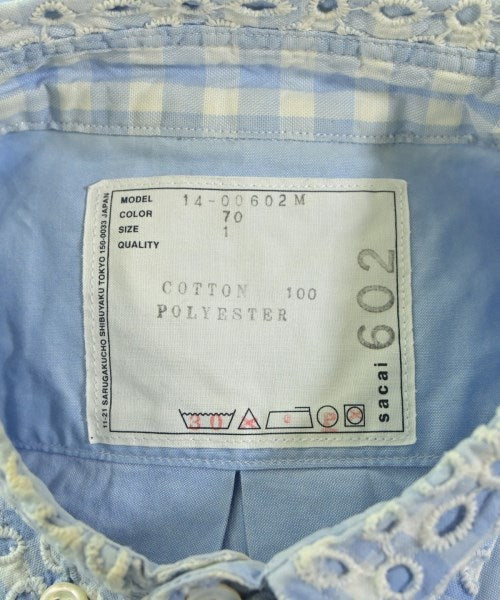 MODEL 14-00602M
COLOR 70
SIZE 1
QUALITY
COTTON 100
POLYESTER
30
sacai 602
11-21 SARUGAKUCHO SHIBUYAKU TOKYO 150-0033 JAPAN